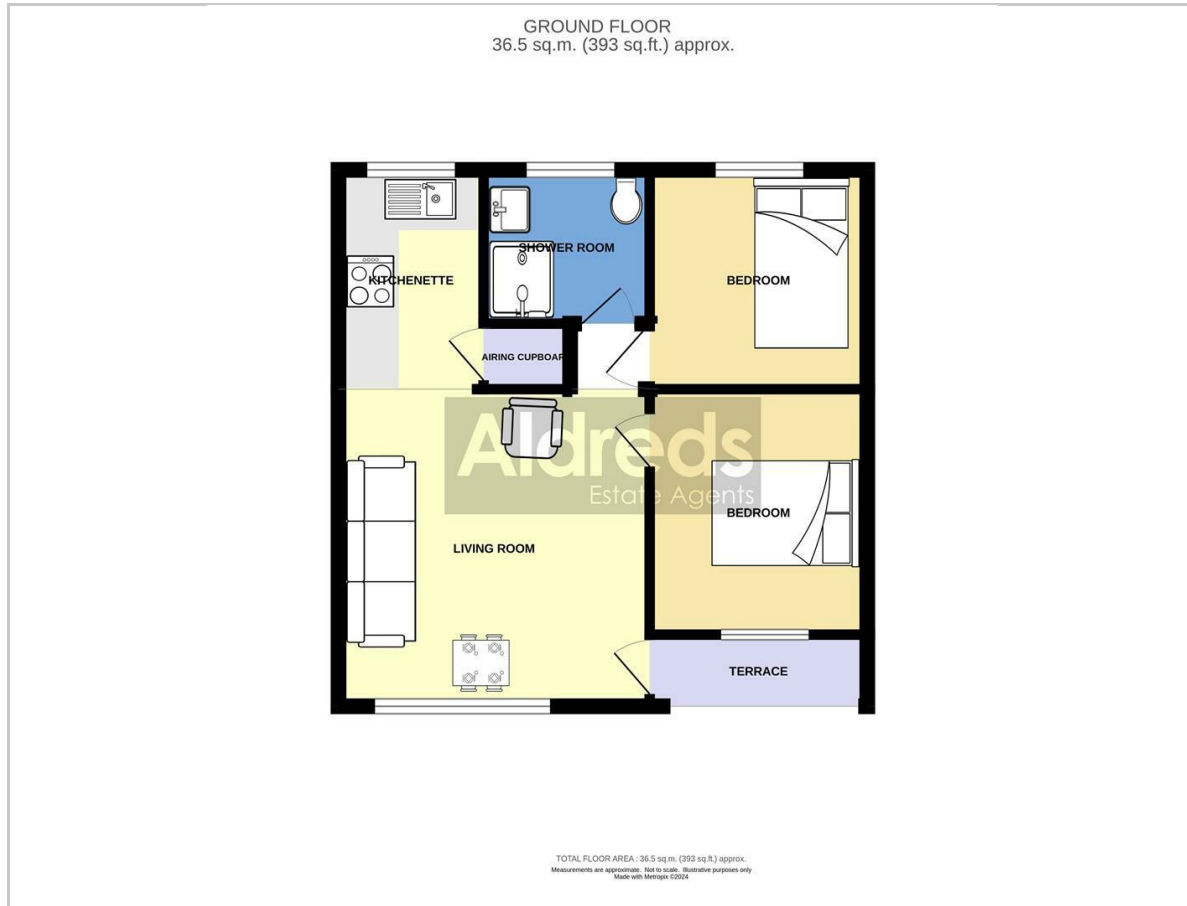 GROUND FLOOR
36.5 sq.m. (393 sq.ft.) approx.
SHOWER ROOM
KITCHENETTE
BEDROOM
AIRING CUPBOAR
Aldreds
Estate Agents
BEDROOM
LIVING ROOM
TERRACE
TOTAL FLOOR AREA : 36.5 sq.m. (393 sq.ft.) approx.
Measurements are approximate. Not to scale. Illustrative purposes only
Made with Metropix ©2024